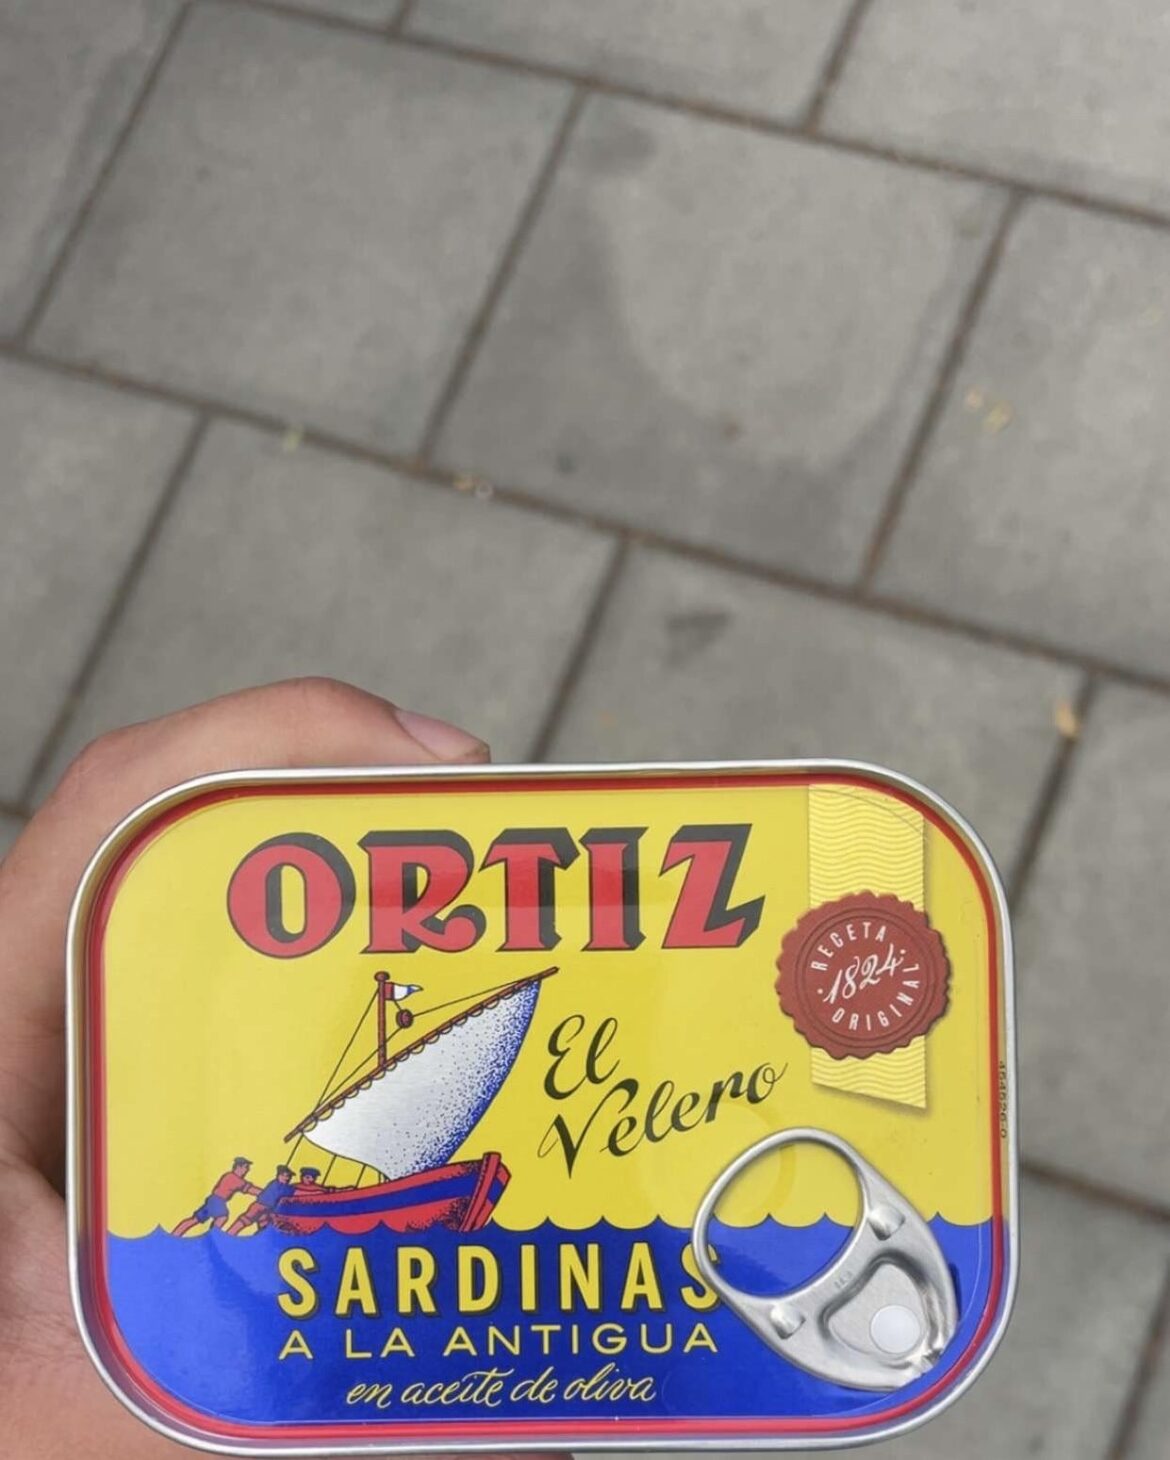 ORTIZ
RECETA
1824
ORIGINAL
El
Velero
SARDINAS
A LA ANTIGUA
en aceite de oliva